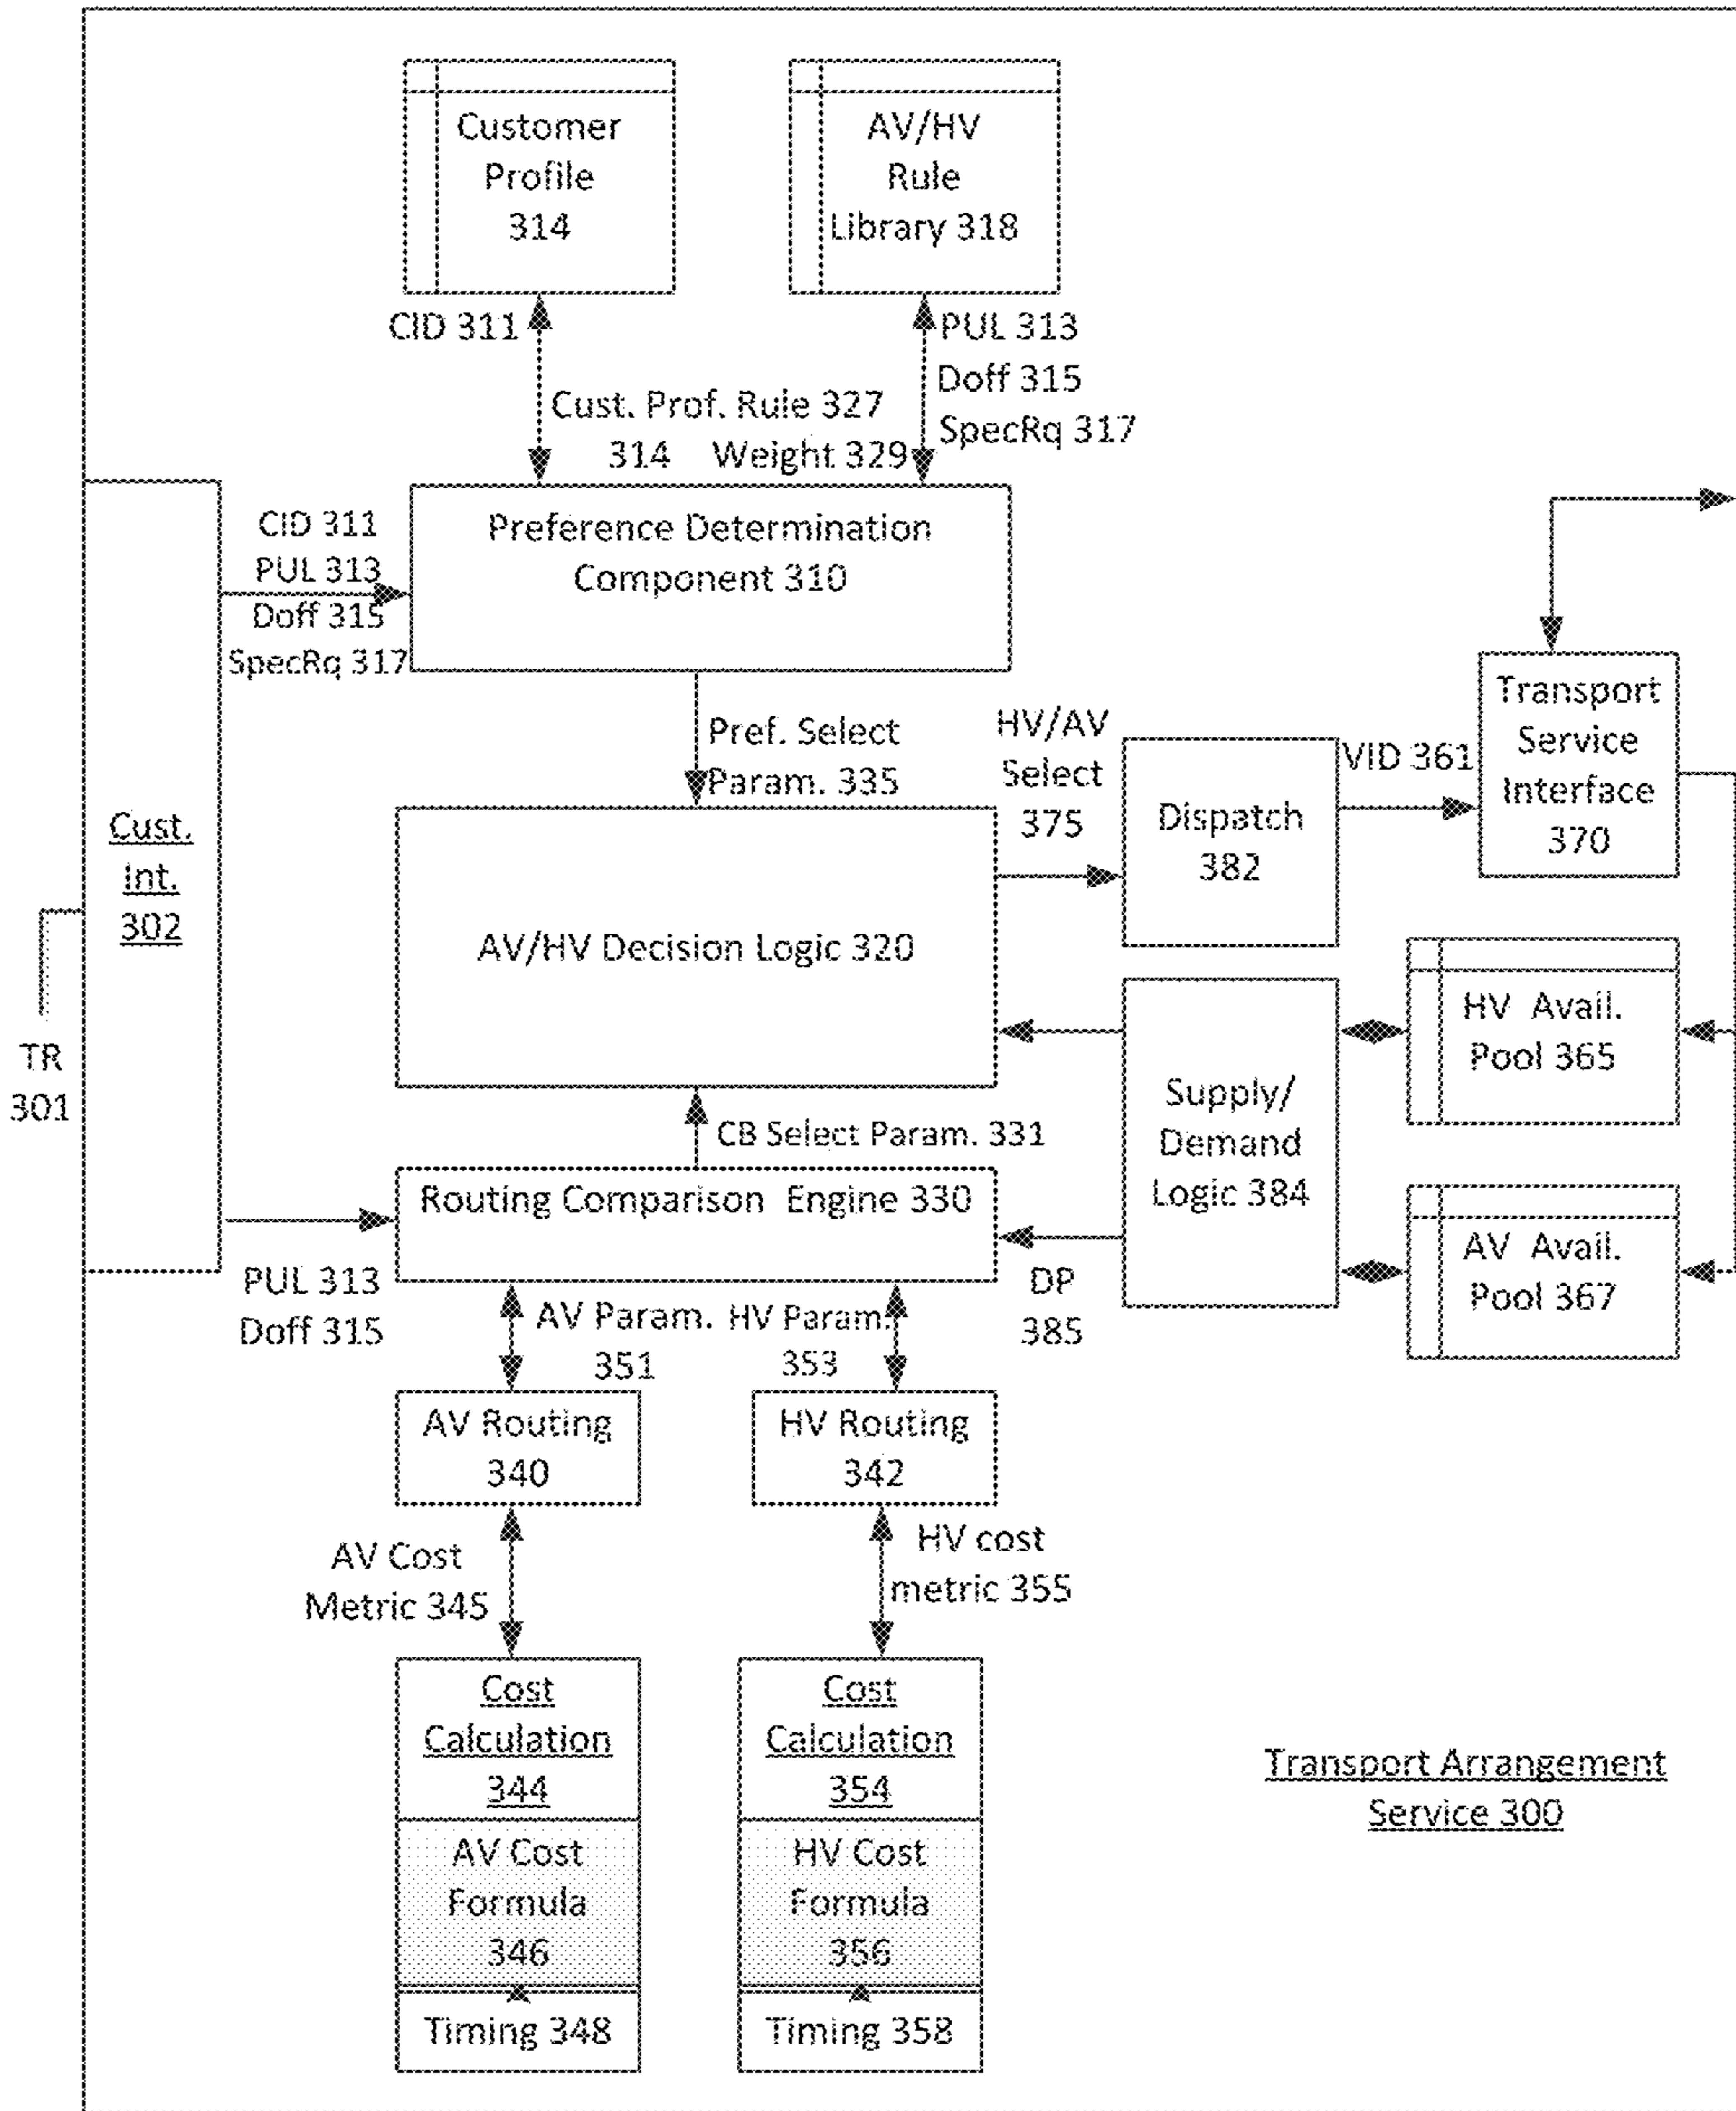 Customer
Profile
314
AV/HV
Rule
Library 318
CID 311
PUL 313
Doff 315
SpecRq 317
Cust. Prof. Rule 327
314 Weight 329
CID 311
PUL 313
Doff 315
SpecRq 317
Preference Determination
Component 310
Pref. Select
Param. 335
HV/AV
Select
375
Dispatch
382
VID 361
Transport
Service
Interface
370
Cust.
Int.
302
TR
301
AV/HV Decision Logic 320
HV Avail.
Pool 365
Supply/
Demand
Logic 384
CB Select Param. 331
Routing Comparison Engine 330
AV Avail.
Pool 367
PUL 313
Doff 315
DP
385
AV Param.
351
HV Param.
353
AV Routing
340
HV Routing
342
AV Cost
Metric 345
HV cost
metric 355
Cost
Calculation
344
AV Cost
Formula
346
Timing 348
Cost
Calculation
354
HV Cost
Formula
356
Timing 358
Transport Arrangement
Service 300